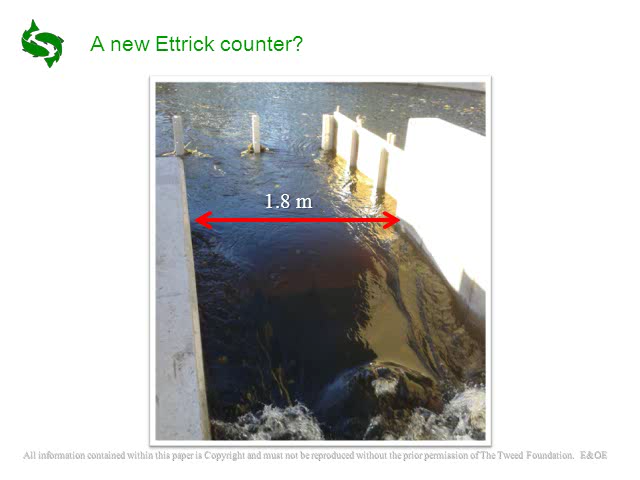 A new Ettrick counter?
1.8 m
All information contained within this paper is Copyright and must not be reproduced without the prior permission of The Tweed Foundation. E&OE